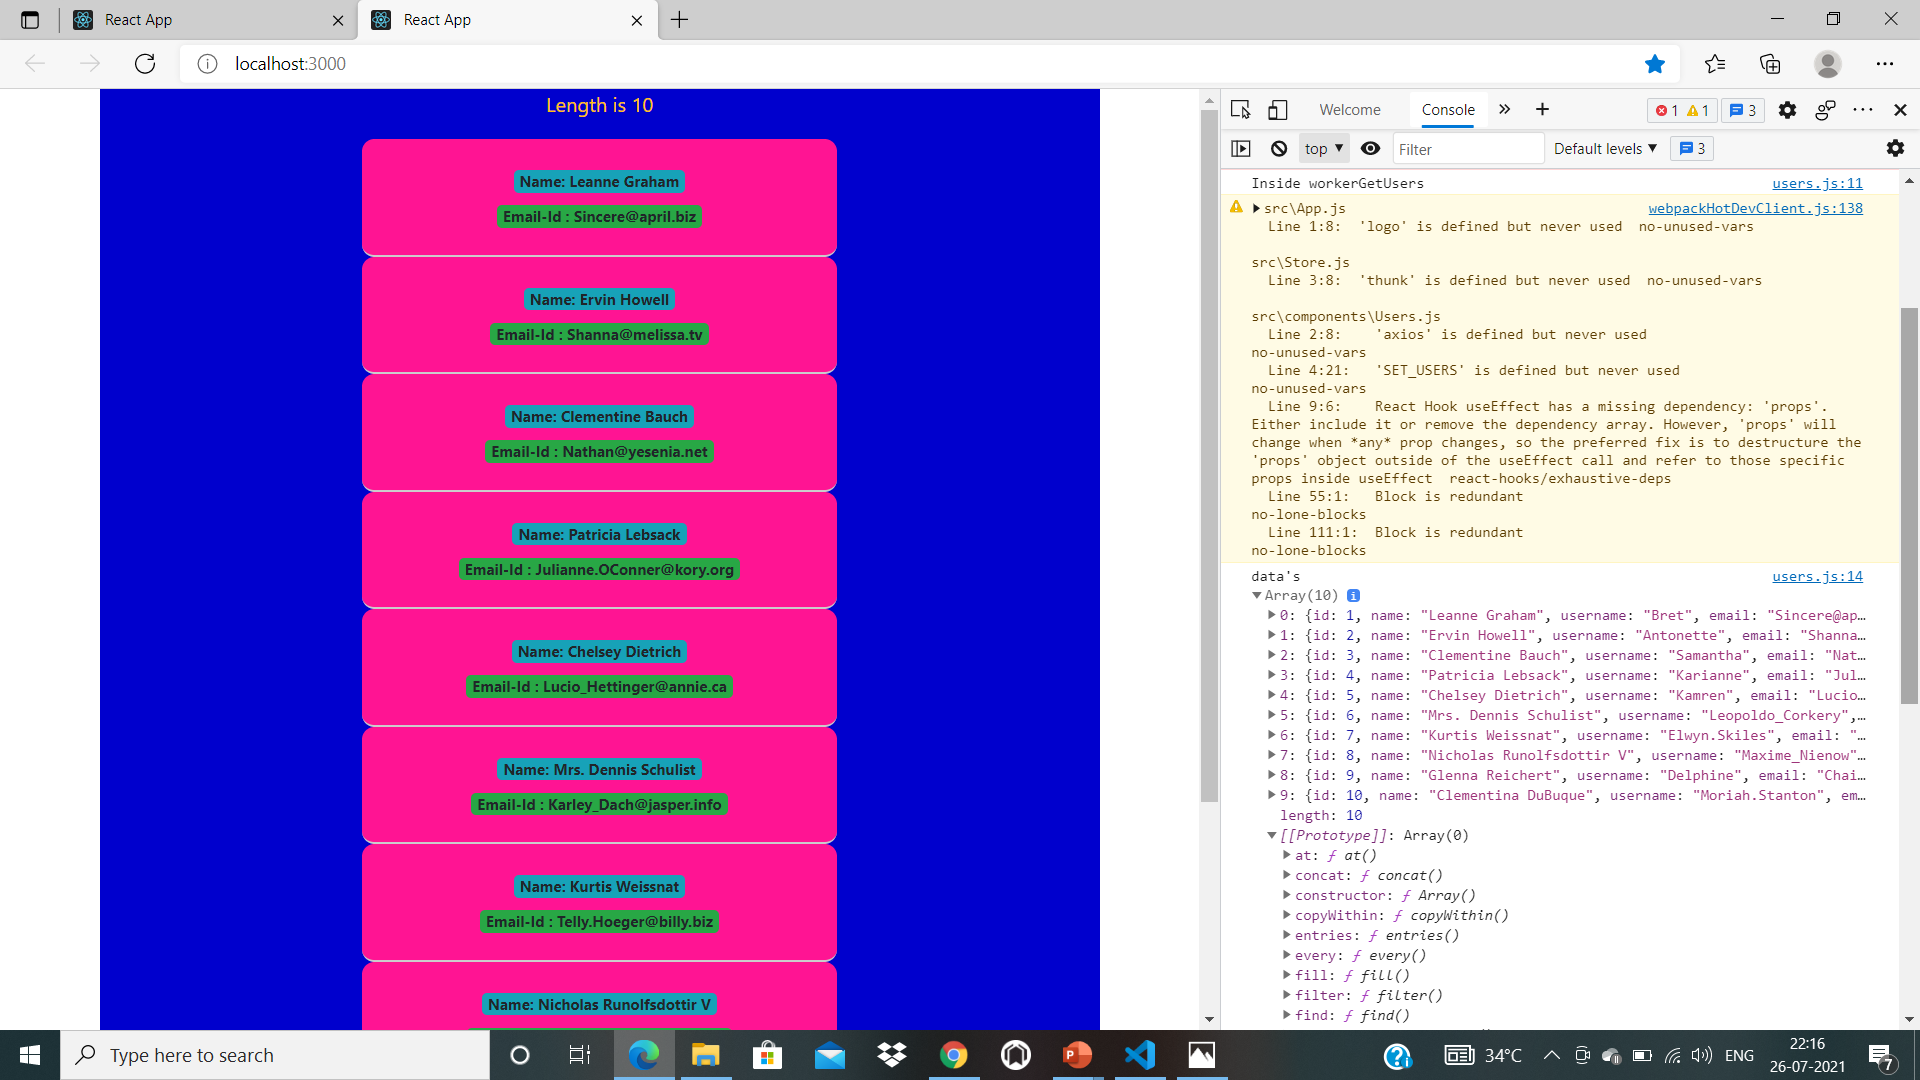 React App
React App
localhost:3000
Length is 10
Name: Leanne Graham
Email-Id : Sincere@april.biz
Name: Ervin Howell
Email-Id : Shanna@melissa.tv
Name: Clementine Bauch
Email-Id : Nathan@yesenia.net
Name: Patricia Lebsack
Email-Id : Julianne.OConner@kory.org
Name: Chelsey Dietrich
Email-Id : Lucio_Hettinger@annie.ca
Name: Mrs. Dennis Schulist
Email-Id : Karley_Dach@jasper.info
Name: Kurtis Weissnat
Email-Id : Telly.Hoeger@billy.biz
Name: Nicholas Runolfsdottir V
Welcome Console 1 1 3
top Filter Default levels 3
Inside workerGetUsers users.js:11
src\App.js webpackHotDevClient.js:138
Line 1:8: 'logo' is defined but never used no-unused-vars
src\Store.js
Line 3:8: 'thunk' is defined but never used no-unused-vars
src\components\Users.js
Line 2:8: 'axios' is defined but never used
no-unused-vars
Line 4:21: 'SET_USERS' is defined but never used
no-unused-vars
Line 9:6: React Hook useEffect has a missing dependency: 'props'.
Either include it or remove the dependency array. However, 'props' will
change when *any* prop changes, so the preferred fix is to destructure the
'props' object outside of the useEffect call and refer to those specific
props inside useEffect react-hooks/exhaustive-deps
Line 55:1: Block is redundant
no-lone-blocks
Line 111:1: Block is redundant
no-lone-blocks
data's users.js:14
Array(10)
0: {id: 1, name: "Leanne Graham", username: "Bret", email: "Sincere@ap…
1: {id: 2, name: "Ervin Howell", username: "Antonette", email: "Shanna…
2: {id: 3, name: "Clementine Bauch", username: "Samantha", email: "Nat…
3: {id: 4, name: "Patricia Lebsack", username: "Karianne", email: "Jul…
4: {id: 5, name: "Chelsey Dietrich", username: "Kamren", email: "Lucio…
5: {id: 6, name: "Mrs. Dennis Schulist", username: "Leopoldo_Corkery",…
6: {id: 7, name: "Kurtis Weissnat", username: "Elwyn.Skiles", email: "…
7: {id: 8, name: "Nicholas Runolfsdottir V", username: "Maxime_Nienow"…
8: {id: 9, name: "Glenna Reichert", username: "Delphine", email: "Chai…
9: {id: 10, name: "Clementina DuBuque", username: "Moriah.Stanton", em…
length: 10
[[Prototype]]: Array(0)
at: ƒ at()
concat: ƒ concat()
constructor: ƒ Array()
copyWithin: ƒ copyWithin()
entries: ƒ entries()
every: ƒ every()
fill: ƒ fill()
filter: ƒ filter()
find: ƒ find()
Type here to search
34°C
ENG
22:16
26-07-2021
7